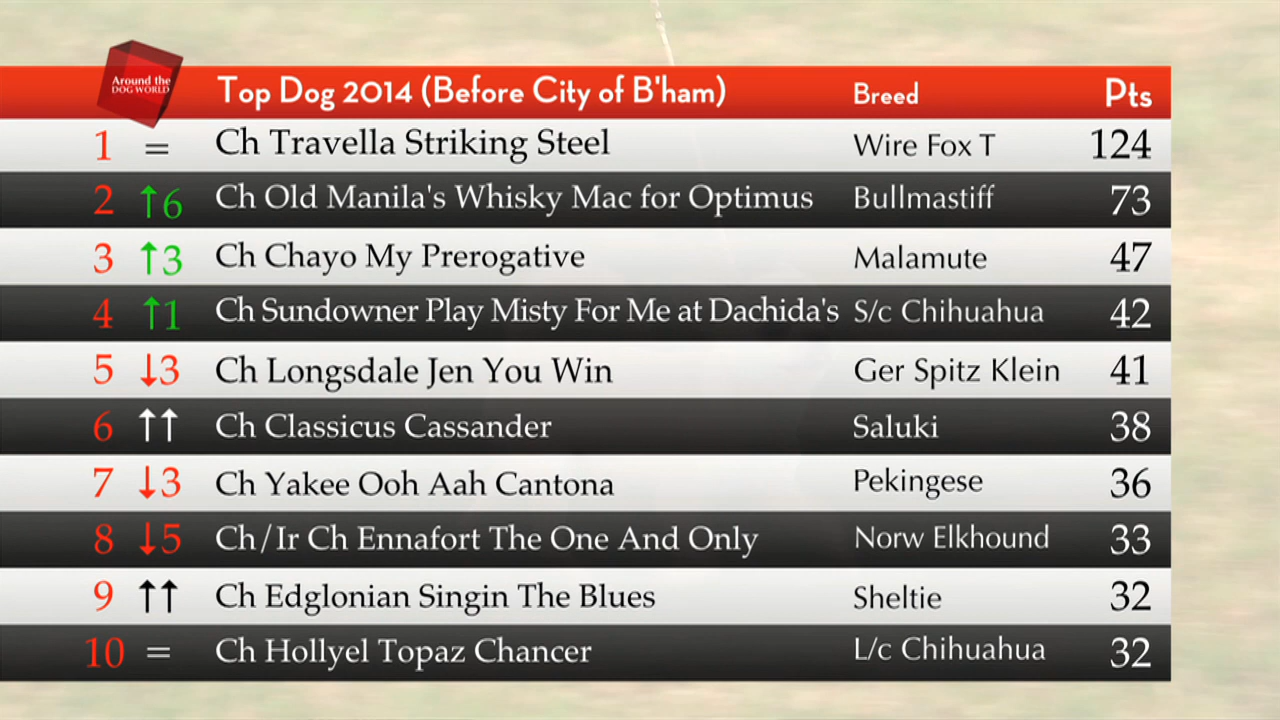 Around the
DOG WORLD
Top Dog 2014 (Before City of B'ham) Breed Pts
1 = Ch Travella Striking Steel Wire Fox T 124
2 ↑6 Ch Old Manila's Whisky Mac for Optimus Bullmastiff 73
3 ↑3 Ch Chayo My Prerogative Malamute 47
4 ↑1 Ch Sundowner Play Misty For Me at Dachida's S/c Chihuahua 42
5 ↓3 Ch Longsdale Jen You Win Ger Spitz Klein 41
6 ↑↑ Ch Classicus Cassander Saluki 38
7 ↓3 Ch Yakee Ooh Aah Cantona Pekingese 36
8 ↓5 Ch/Ir Ch Ennafort The One And Only Norw Elkhound 33
9 ↑↑ Ch Edglonian Singin The Blues Sheltie 32
10 = Ch Hollyel Topaz Chancer L/c Chihuahua 32